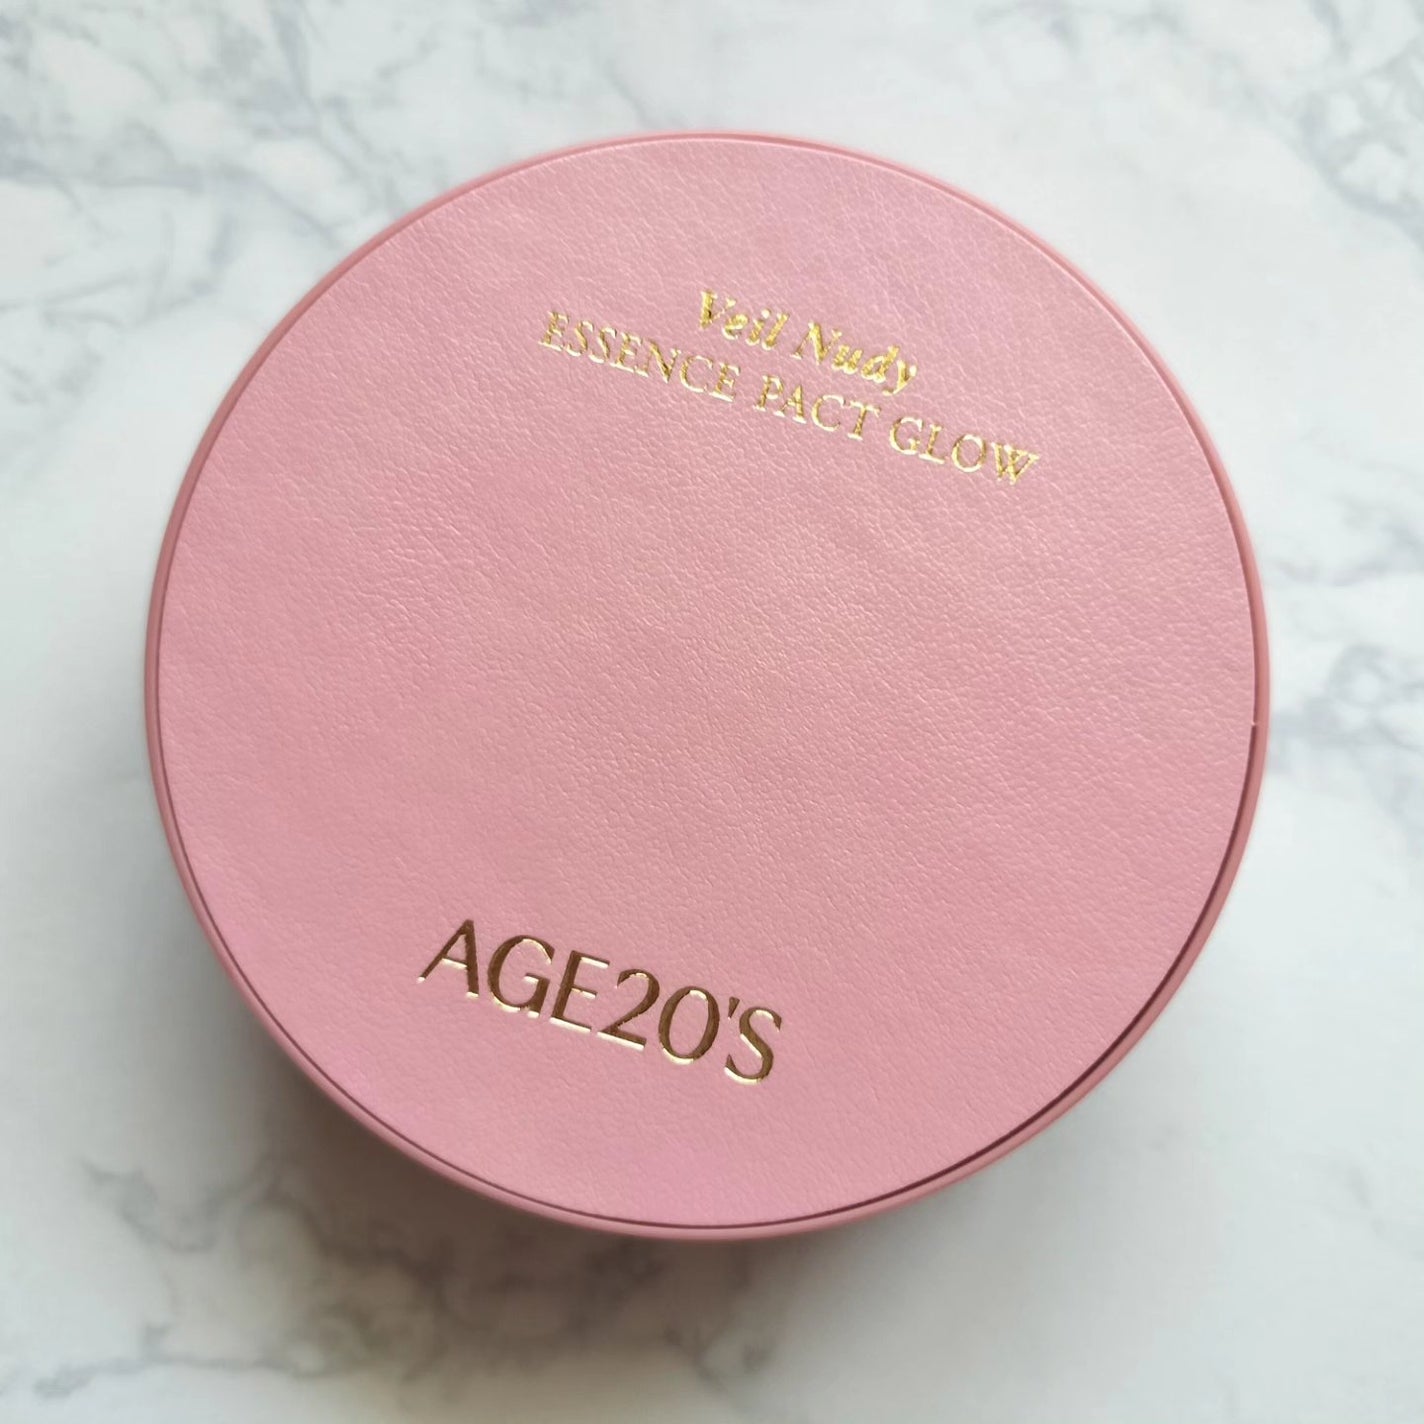 Veil Nudy
ESSENCE PACT GLOW
AGE20'S